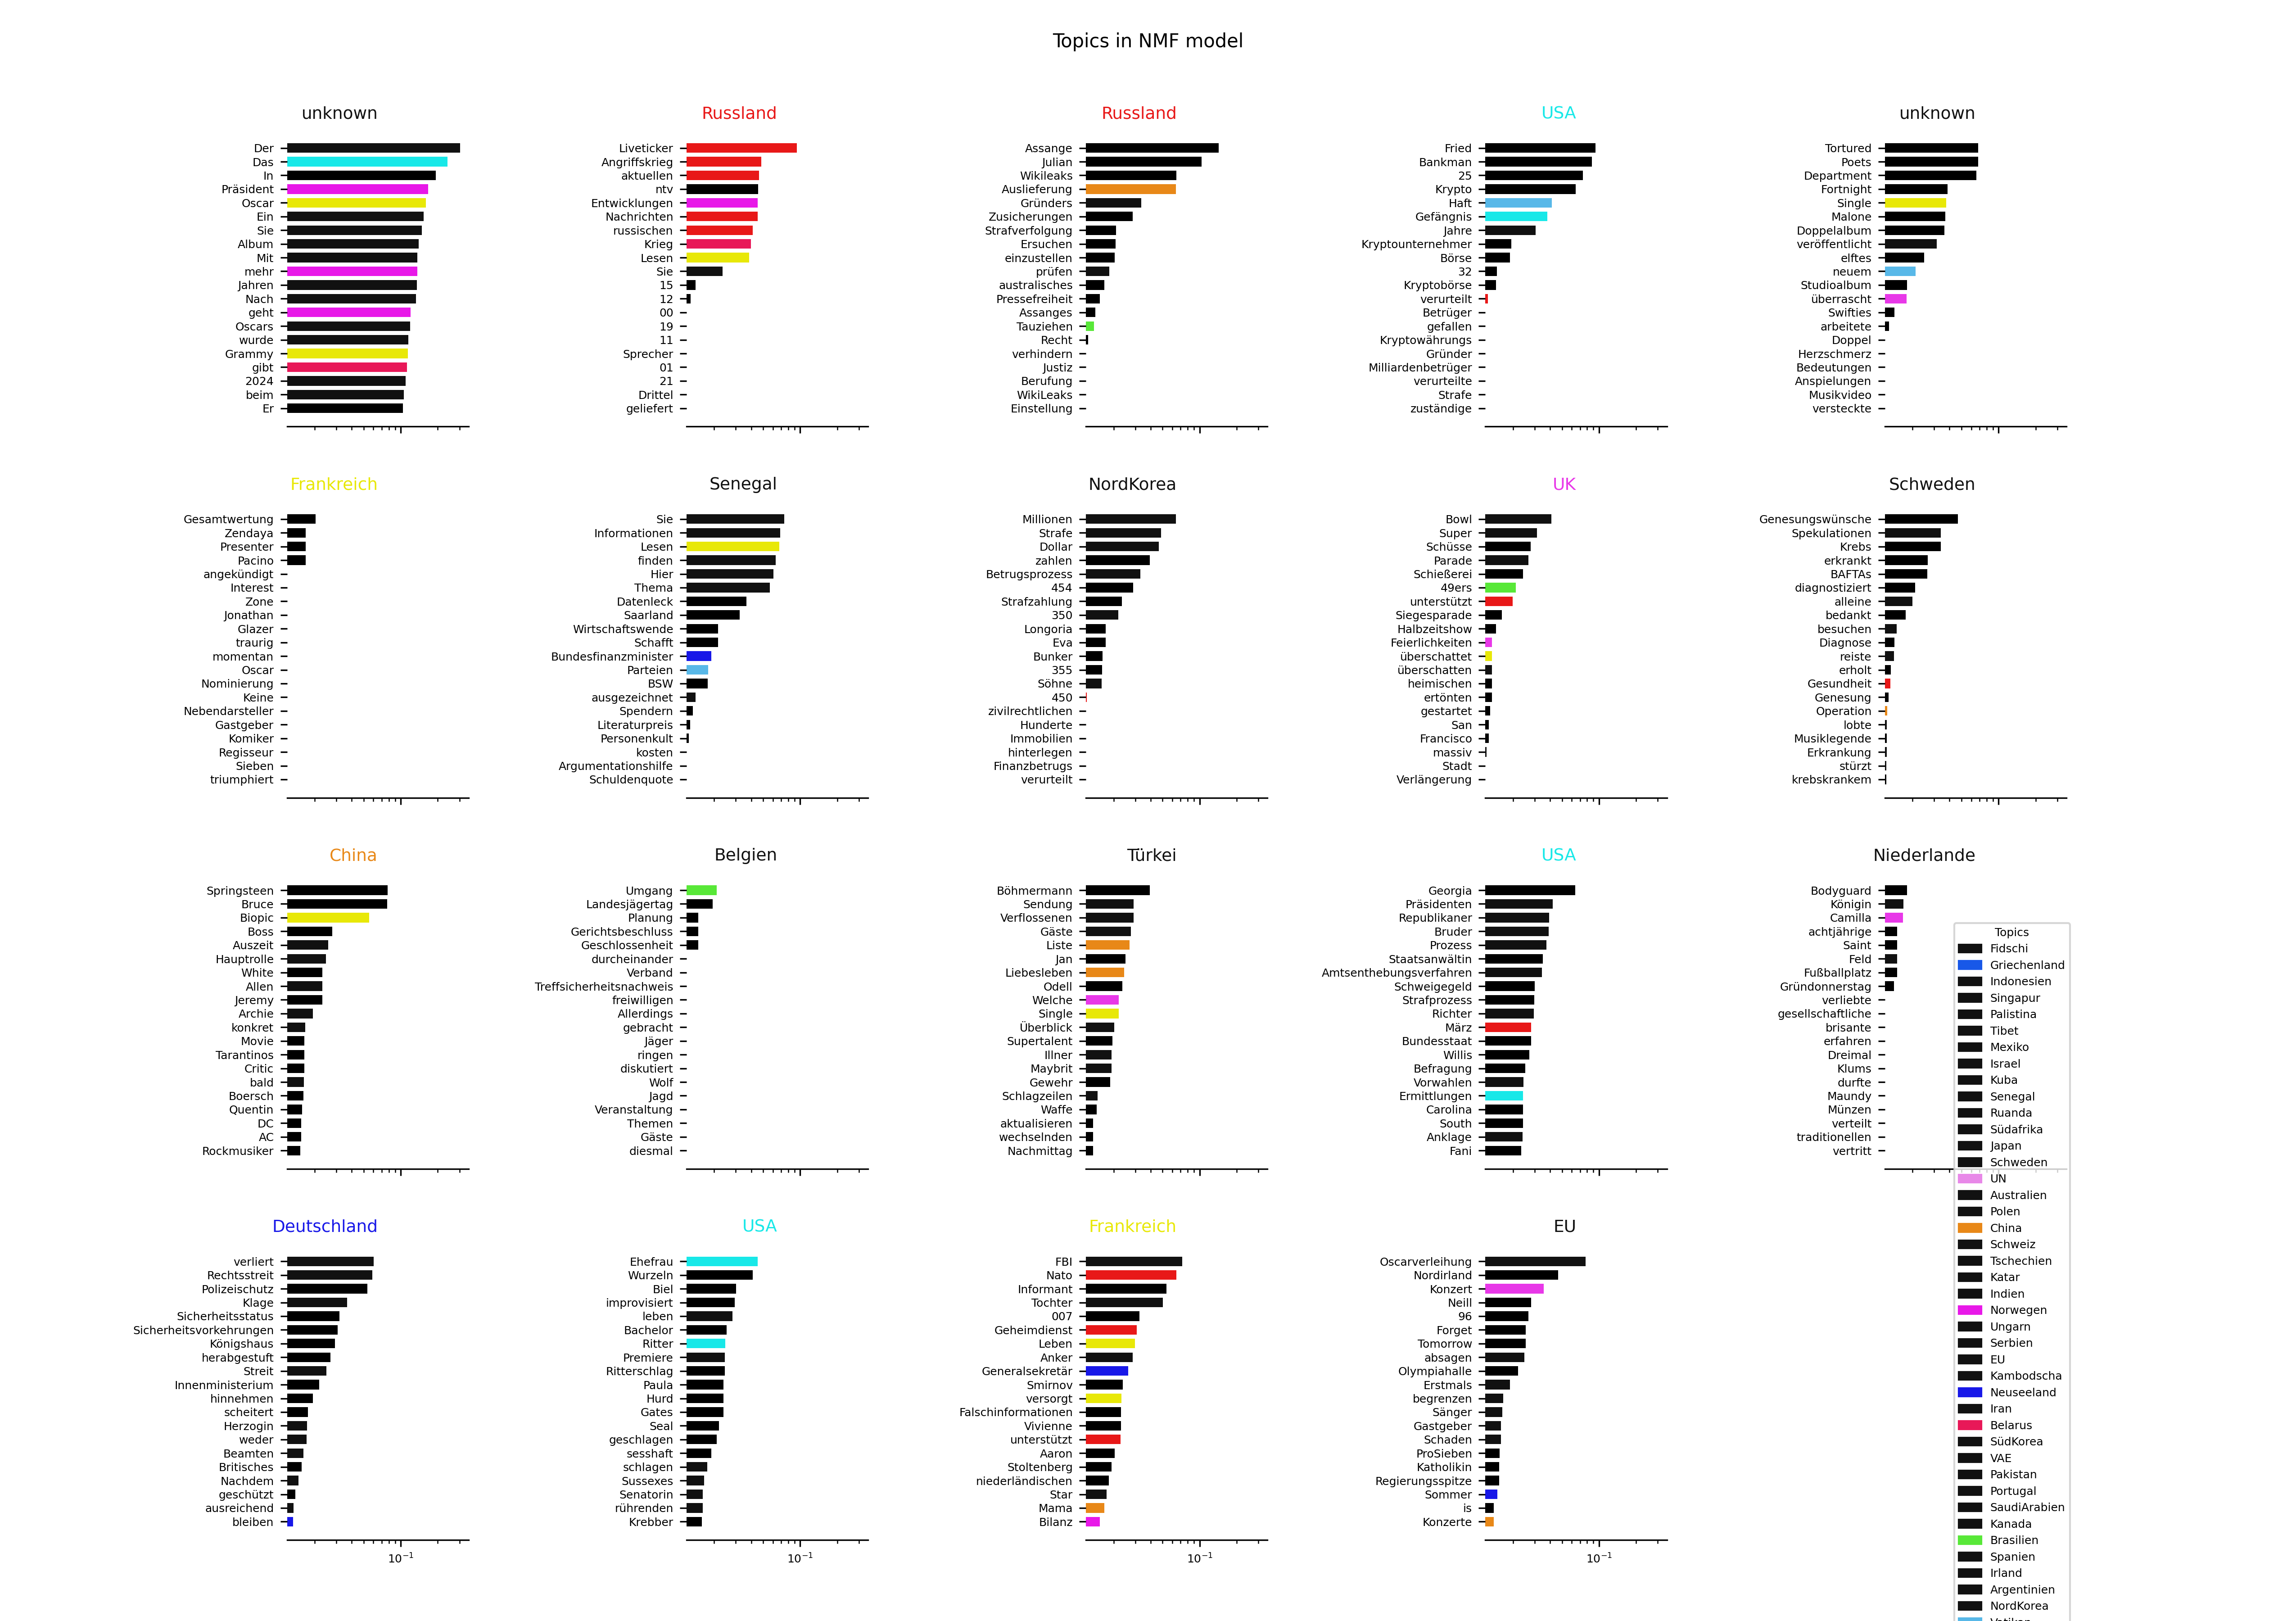 Topics in NMF model
unknown
Der
Das
In
Präsident
Oscar
Ein
Sie
Album
Mit
mehr
Jahren
Nach
geht
Oscars
wurde
Grammy
gibt
2024
beim
Er
Russland
Liveticker
Angriffskrieg
aktuellen
ntv
Entwicklungen
Nachrichten
russischen
Krieg
Lesen
Sie
15
12
00
19
11
Sprecher
01
21
Drittel
geliefert
Russland
Assange
Julian
Wikileaks
Auslieferung
Gründers
Zusicherungen
Strafverfolgung
Ersuchen
einzustellen
prüfen
australisches
Pressefreiheit
Assanges
Tauziehen
Recht
verhindern
Justiz
Berufung
WikiLeaks
Einstellung
USA
Fried
Bankman
25
Krypto
Haft
Gefängnis
Jahre
Kryptounternehmer
Börse
32
Kryptobörse
verurteilt
Betrüger
gefallen
Kryptowährungs
Gründer
Milliardenbetrüger
verurteilte
Strafe
zuständige
unknown
Tortured
Poets
Department
Fortnight
Single
Malone
Doppelalbum
veröffentlicht
elftes
neuem
Studioalbum
überrascht
Swifties
arbeitete
Doppel
Herzschmerz
Bedeutungen
Anspielungen
Musikvideo
versteckte
Frankreich
Gesamtwertung
Zendaya
Presenter
Pacino
angekündigt
Interest
Zone
Jonathan
Glazer
traurig
momentan
Oscar
Nominierung
Keine
Nebendarsteller
Gastgeber
Komiker
Regisseur
Sieben
triumphiert
Senegal
Sie
Informationen
Lesen
finden
Hier
Thema
Datenleck
Saarland
Wirtschaftswende
Schafft
Bundesfinanzminister
Parteien
BSW
ausgezeichnet
Spendern
Literaturpreis
Personenkult
kosten
Argumentationshilfe
Schuldenquote
NordKorea
Millionen
Strafe
Dollar
zahlen
Betrugsprozess
454
Strafzahlung
350
Longoria
Eva
Bunker
355
Söhne
450
zivilrechtlichen
Hunderte
Immobilien
hinterlegen
Finanzbetrugs
verurteilt
UK
Bowl
Super
Schüsse
Parade
Schießerei
49ers
unterstützt
Siegesparade
Halbzeitshow
Feierlichkeiten
überschattet
überschatten
heimischen
ertönten
gestartet
San
Francisco
massiv
Stadt
Verlängerung
Schweden
Genesungswünsche
Spekulationen
Krebs
erkrankt
BAFTAs
diagnostiziert
alleine
bedankt
besuchen
Diagnose
reiste
erholt
Gesundheit
Genesung
Operation
lobte
Musiklegende
Erkrankung
stürzt
krebskrankem
China
Springsteen
Bruce
Biopic
Boss
Auszeit
Hauptrolle
White
Allen
Jeremy
Archie
konkret
Movie
Tarantinos
Critic
bald
Boersch
Quentin
DC
AC
Rockmusiker
Belgien
Umgang
Landesjägertag
Planung
Gerichtsbeschluss
Geschlossenheit
durcheinander
Verband
Treffsicherheitsnachweis
freiwilligen
Allerdings
gebracht
Jäger
ringen
diskutiert
Wolf
Jagd
Veranstaltung
Themen
Gäste
diesmal
Türkei
Böhmermann
Sendung
Verflossenen
Gäste
Liste
Jan
Liebesleben
Odell
Welche
Single
Überblick
Supertalent
Illner
Maybrit
Gewehr
Schlagzeilen
Waffe
aktualisieren
wechselnden
Nachmittag
USA
Georgia
Präsidenten
Republikaner
Bruder
Prozess
Staatsanwältin
Amtsenthebungsverfahren
Schweigegeld
Strafprozess
Richter
März
Bundesstaat
Willis
Befragung
Vorwahlen
Ermittlungen
Carolina
South
Anklage
Fani
Niederlande
Bodyguard
Königin
Camilla
achtjährige
Saint
Feld
Fußballplatz
Gründonnerstag
verliebte
gesellschaftliche
brisante
erfahren
Dreimal
Klums
durfte
Maundy
Münzen
verteilt
traditionellen
vertritt
Deutschland
verliert
Rechtsstreit
Polizeischutz
Klage
Sicherheitsstatus
Sicherheitsvorkehrungen
Königshaus
herabgestuft
Streit
Innenministerium
hinnehmen
scheitert
Herzogin
weder
Beamten
Britisches
Nachdem
geschützt
ausreichend
bleiben
10⁻¹
USA
Ehefrau
Wurzeln
Biel
improvisiert
leben
Bachelor
Ritter
Premiere
Ritterschlag
Paula
Hurd
Gates
Seal
geschlagen
sesshaft
schlagen
Sussexes
Senatorin
rührenden
Krebber
10⁻¹
Frankreich
FBI
Nato
Informant
Tochter
007
Geheimdienst
Leben
Anker
Generalsekretär
Smirnov
versorgt
Falschinformationen
Vivienne
unterstützt
Aaron
Stoltenberg
niederländischen
Star
Mama
Bilanz
10⁻¹
EU
Oscarverleihung
Nordirland
Konzert
Neill
96
Forget
Tomorrow
absagen
Olympiahalle
Erstmals
begrenzen
Sänger
Gastgeber
Schaden
ProSieben
Katholikin
Regierungsspitze
Sommer
is
Konzerte
10⁻¹
Topics
Fidschi
Griechenland
Indonesien
Singapur
Palistina
Tibet
Mexiko
Israel
Kuba
Senegal
Ruanda
Südafrika
Japan
Schweden
UN
Australien
Polen
China
Schweiz
Tschechien
Katar
Indien
Norwegen
Ungarn
Serbien
EU
Kambodscha
Neuseeland
Iran
Belarus
SüdKorea
VAE
Pakistan
Portugal
SaudiArabien
Kanada
Brasilien
Spanien
Irland
Argentinien
NordKorea